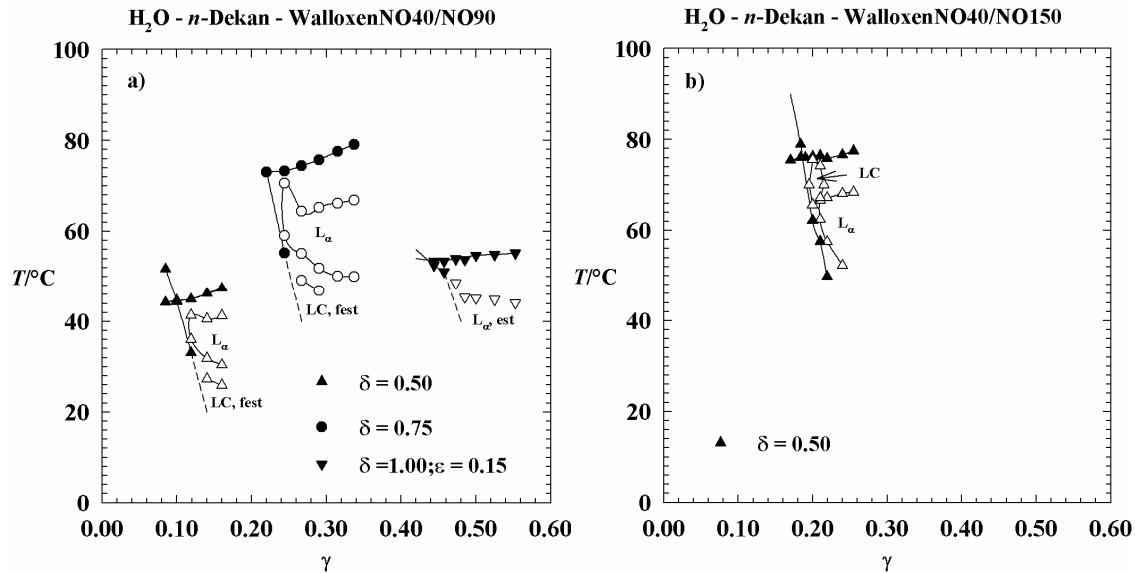 H₂O - n-Dekan - WalloxenNO40/NO90
a)
100
80
60
40
20
0
T/°C
Lα
LC, fest
Lα
LC, fest
Lα, est
δ = 0.50
δ = 0.75
δ =1.00;ε = 0.15
0.00 0.10 0.20 0.30 0.40 0.50 0.60
γ
H₂O - n-Dekan - WalloxenNO40/NO150
b)
100
80
60
40
20
0
T/°C
LC
Lα
δ = 0.50
0.00 0.10 0.20 0.30 0.40 0.50 0.60
γ